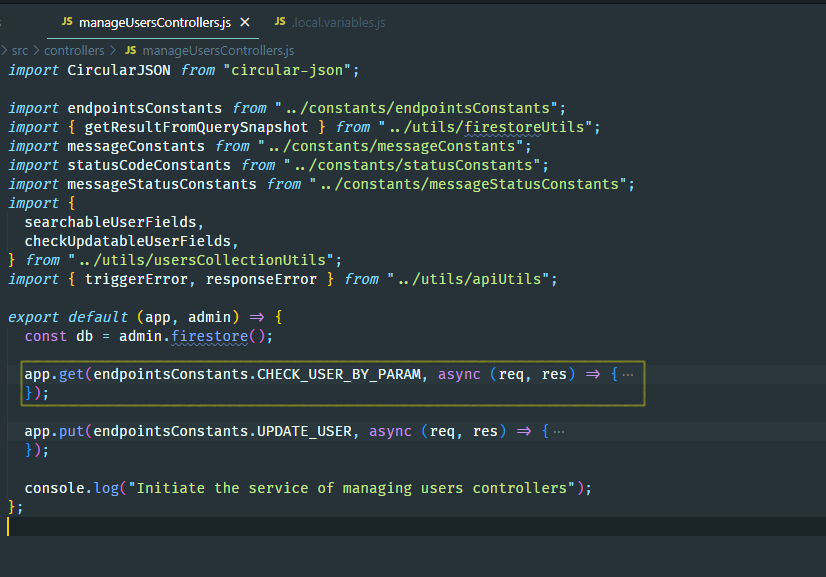 JS manageUsersControllers.js ×
JS .local.variables.js
> src > controllers > JS manageUsersControllers.js
import CircularJSON from "circular-json";
import endpointsConstants from "../constants/endpointsConstants";
import { getResultFromQuerySnapshot } from "../utils/firestoreUtils";
import messageConstants from "../constants/messageConstants";
import statusCodeConstants from "../constants/statusConstants";
import messageStatusConstants from "../constants/messageStatusConstants";
import {
searchableUserFields,
checkUpdatableUserFields,
} from "../utils/usersCollectionUtils";
import { triggerError, responseError } from "../utils/apiUtils";
export default (app, admin) => {
const db = admin.firestore();
app.get(endpointsConstants.CHECK_USER_BY_PARAM, async (req, res) => { ···
});
app.put(endpointsConstants.UPDATE_USER, async (req, res) => { ···
});
console.log("Initiate the service of managing users controllers");
};